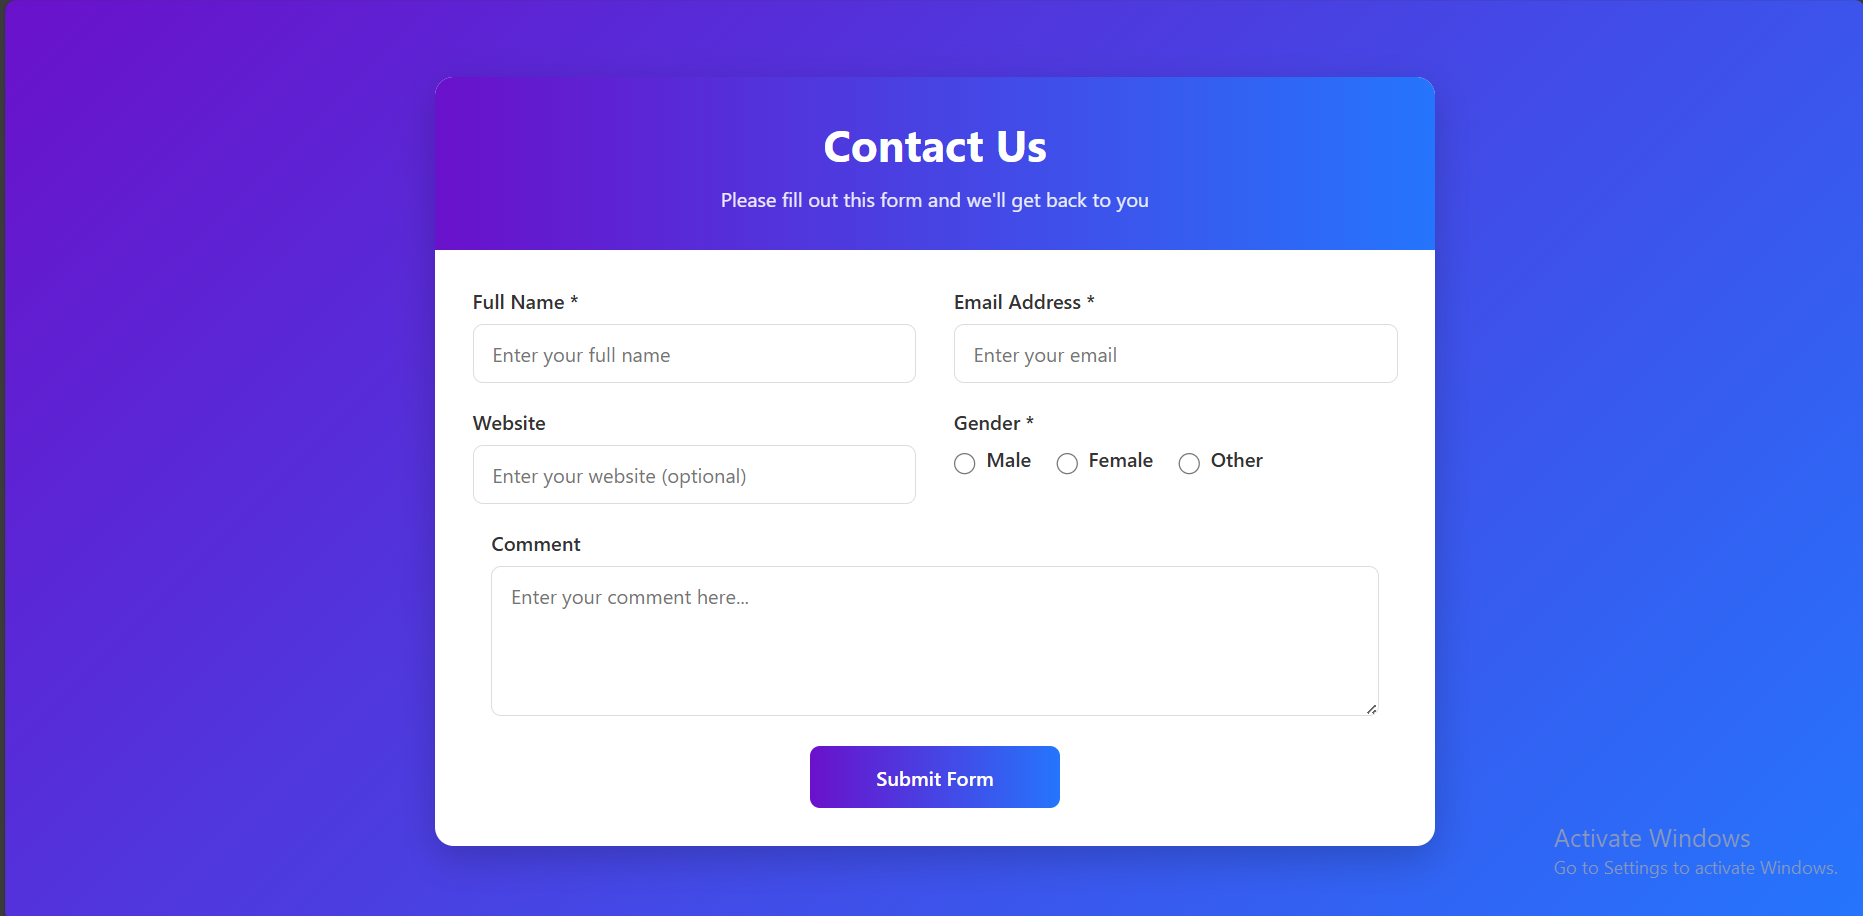 Contact Us
Please fill out this form and we'll get back to you
Full Name *
Email Address *
Enter your full name
Enter your email
Website
Gender *
Enter your website (optional)
Male Female Other
Comment
Enter your comment here...
Submit Form
Activate Windows
Go to Settings to activate Windows.